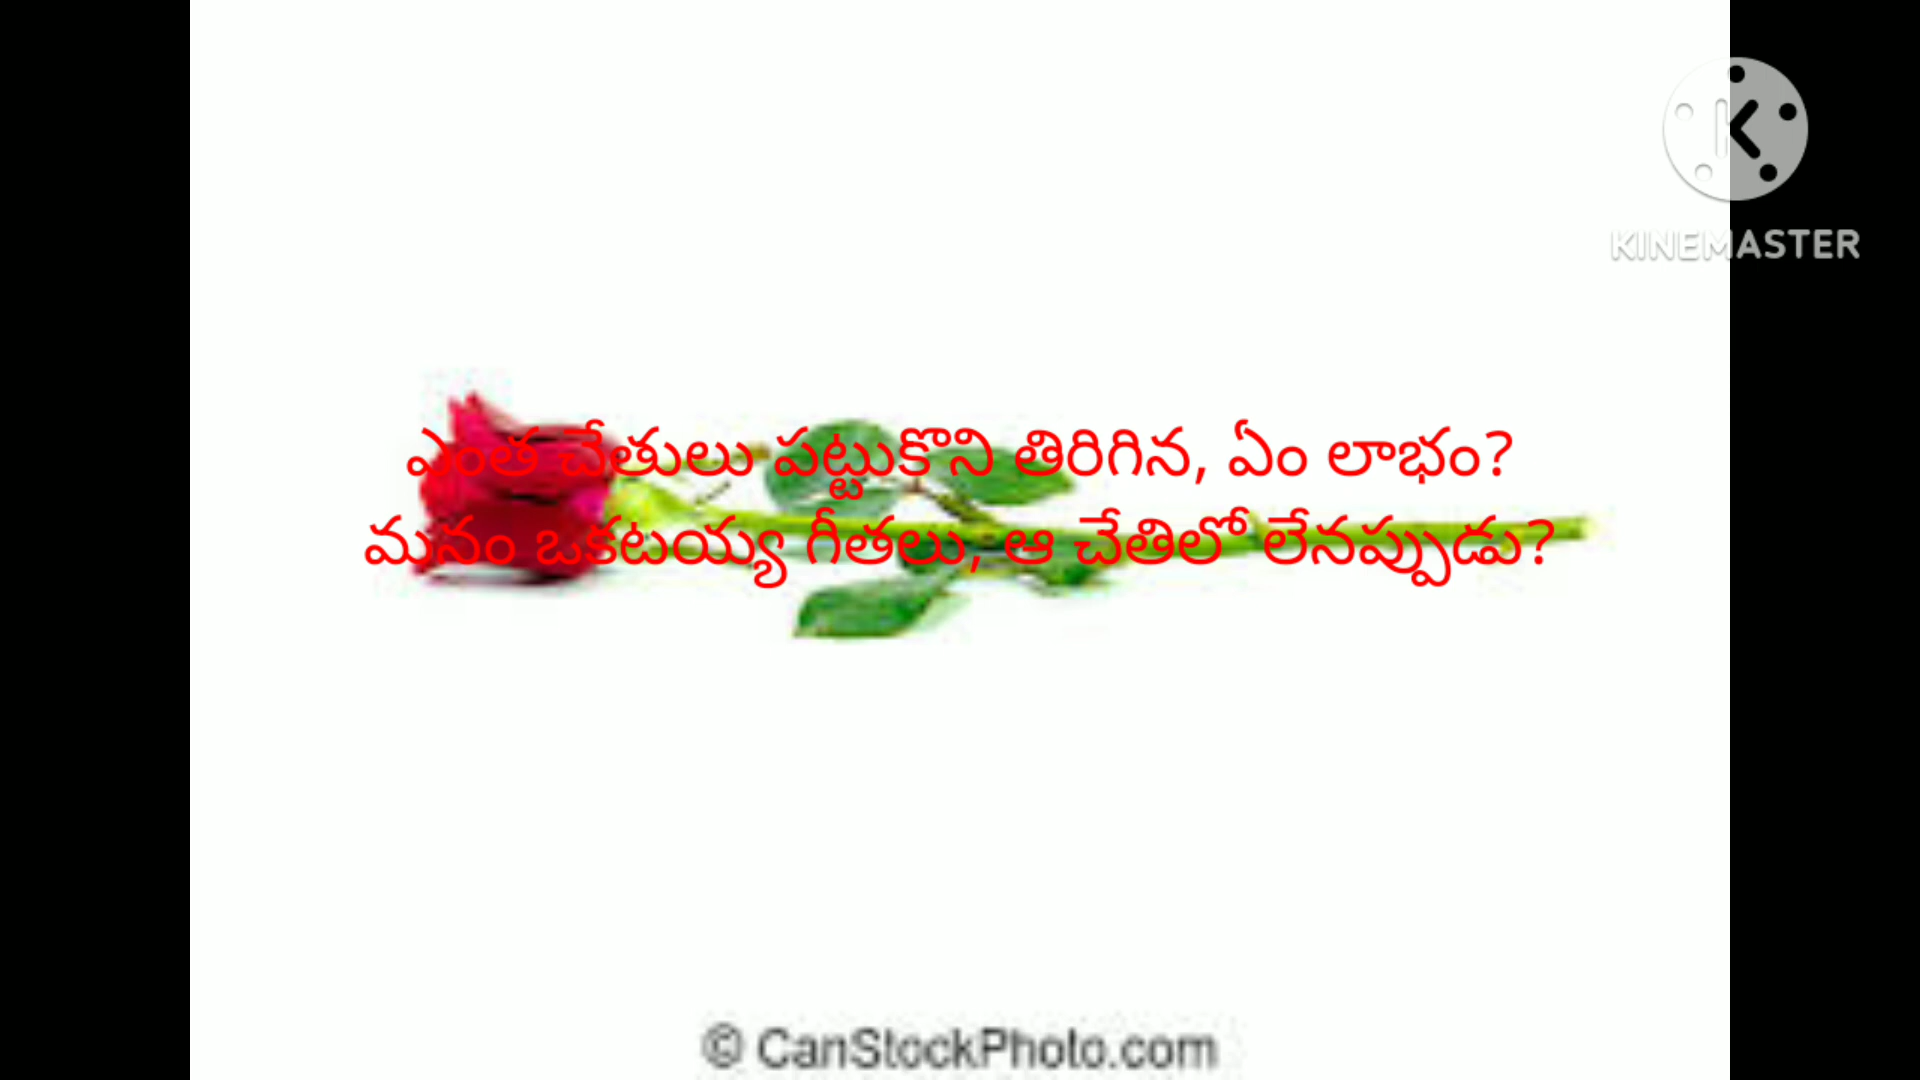 KINEMASTER
ఎంత చేతులు పట్టుకొని తిరిగిన, ఏం లాభం?
మనం ఒకటయ్య గీతలు, ఆ చేతిలో లేనప్పుడు?
© CanStockPhoto.com